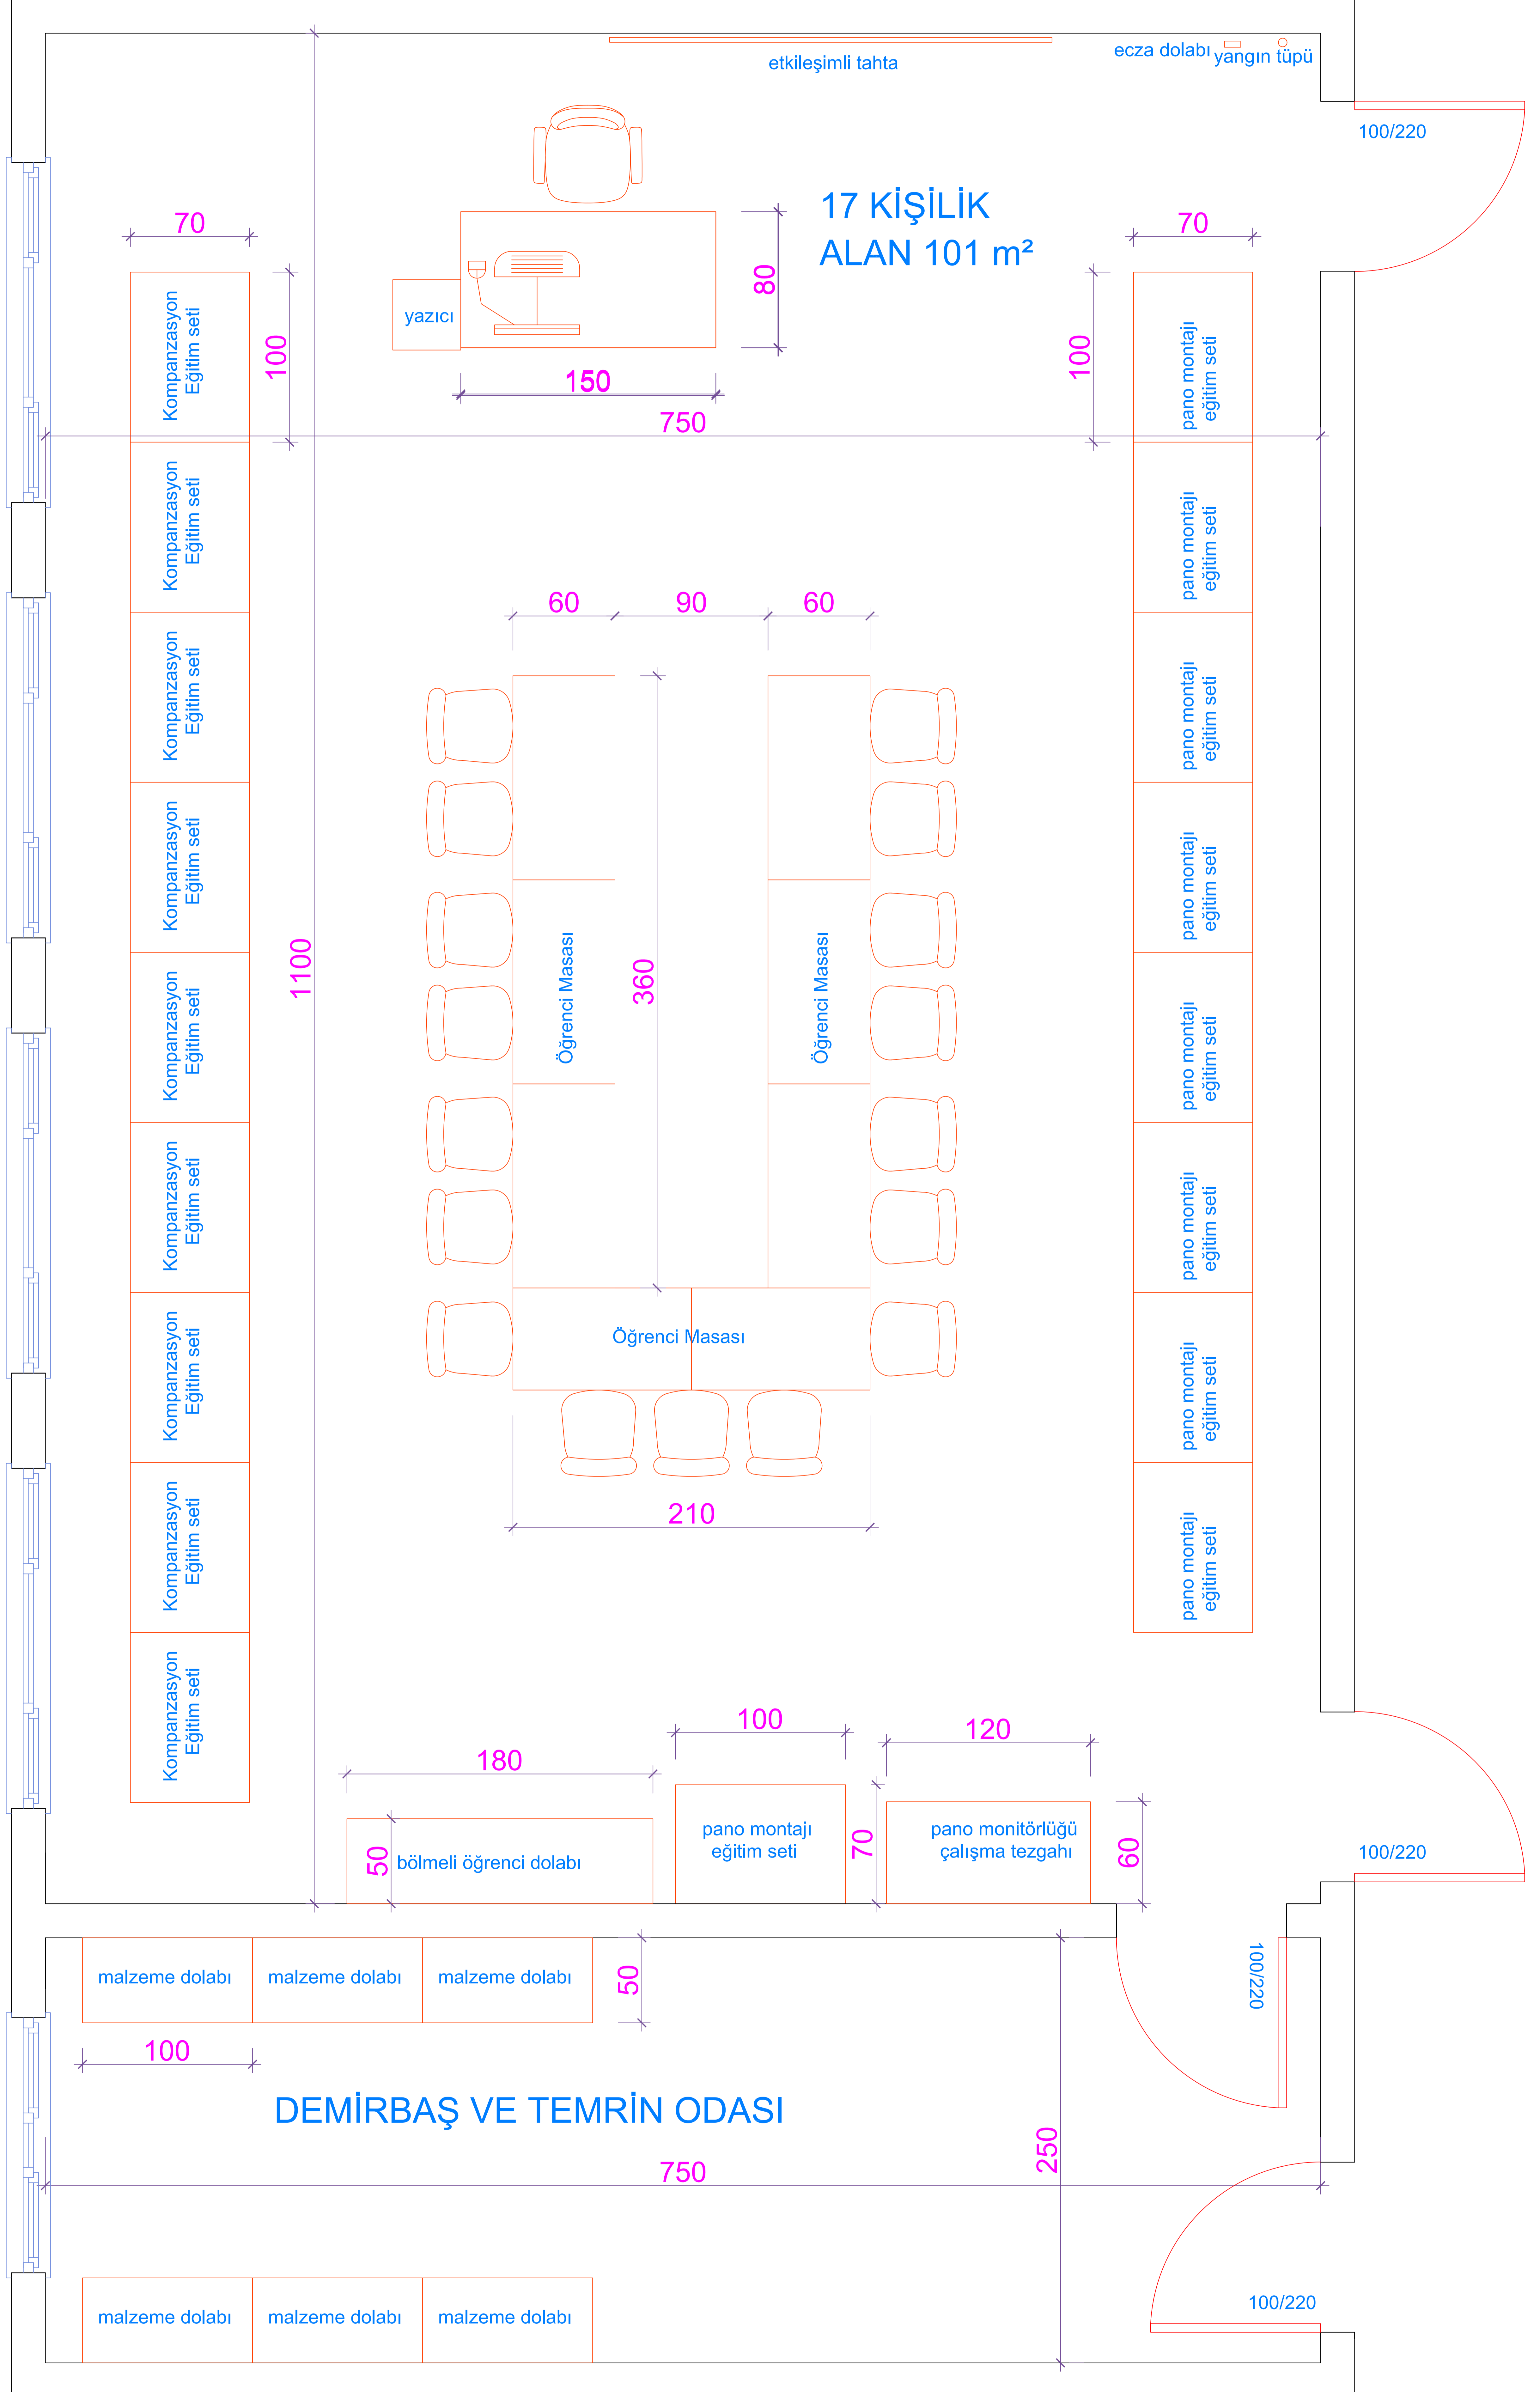 etkileşimli tahta
ecza dolabı
yangın tüpü
100/220
17 KİŞİLİK
ALAN 101 m²
70
70
80
yazıcı
100
100
150
750
Kompanzasyon
Eğitim seti
Kompanzasyon
Eğitim seti
Kompanzasyon
Eğitim seti
Kompanzasyon
Eğitim seti
Kompanzasyon
Eğitim seti
Kompanzasyon
Eğitim seti
Kompanzasyon
Eğitim seti
Kompanzasyon
Eğitim seti
Kompanzasyon
Eğitim seti
pano montajı
eğitim seti
pano montajı
eğitim seti
pano montajı
eğitim seti
pano montajı
eğitim seti
pano montajı
eğitim seti
pano montajı
eğitim seti
pano montajı
eğitim seti
pano montajı
eğitim seti
60
90
60
1100
360
Öğrenci Masası
Öğrenci Masası
Öğrenci Masası
210
180
100
120
50
bölmeli öğrenci dolabı
pano montajı
eğitim seti
70
pano monitörlüğü
çalışma tezgahı
60
100/220
malzeme dolabı
malzeme dolabı
malzeme dolabı
50
100/220
100
DEMİRBAŞ VE TEMRİN ODASI
250
750
100/220
malzeme dolabı
malzeme dolabı
malzeme dolabı